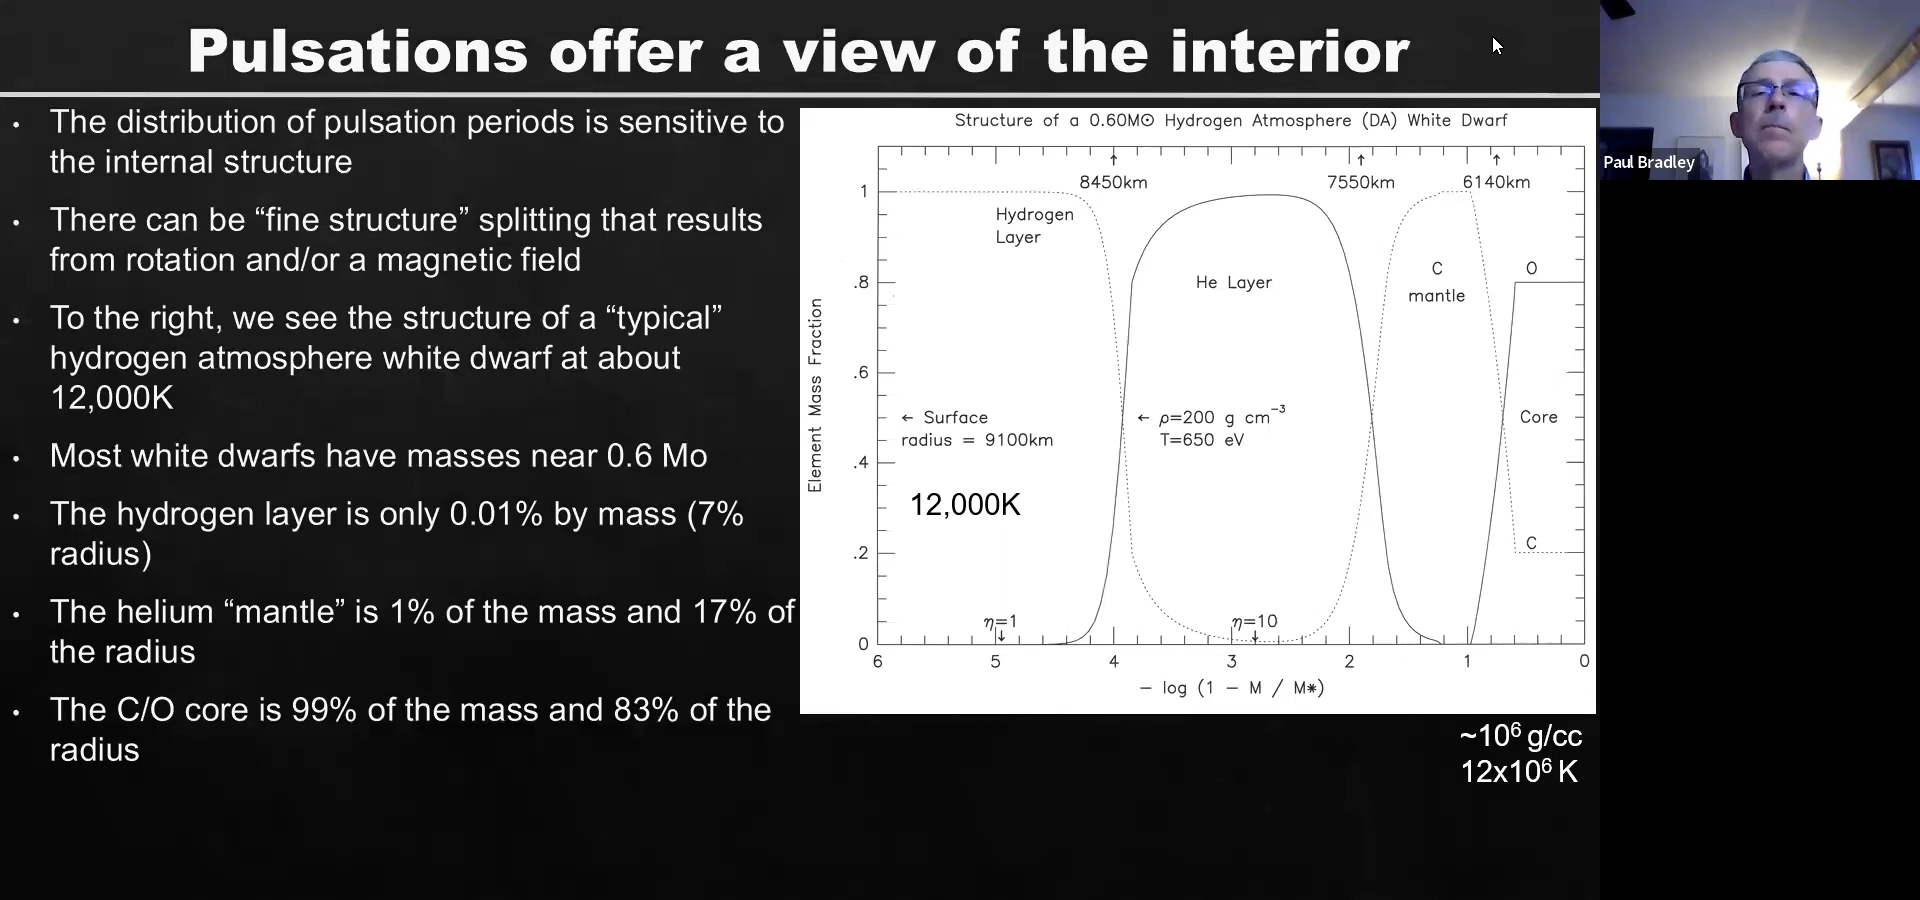 Pulsations offer a view of the interior
• The distribution of pulsation periods is sensitive to
the internal structure
• There can be “fine structure” splitting that results
from rotation and/or a magnetic field
• To the right, we see the structure of a “typical”
hydrogen atmosphere white dwarf at about
12,000K
• Most white dwarfs have masses near 0.6 Mo
• The hydrogen layer is only 0.01% by mass (7%
radius)
• The helium “mantle” is 1% of the mass and 17% of
the radius
• The C/O core is 99% of the mass and 83% of the
radius
Structure of a 0.60M☉ Hydrogen Atmosphere (DA) White Dwarf
↑ ↑ ↑
8450km 7550km 6140km
1
Hydrogen
Layer
.8
He Layer
C
mantle
O
Element Mass Fraction
.6
← Surface
radius = 9100km
← ρ=200 g cm⁻³
T=650 eV
Core
.4
12,000K
.2
C
η=1
↓
η=10
↓
0
6 5 4 3 2 1 0
− log (1 − M / M*)
~10⁶ g/cc
12x10⁶ K
Paul Bradley